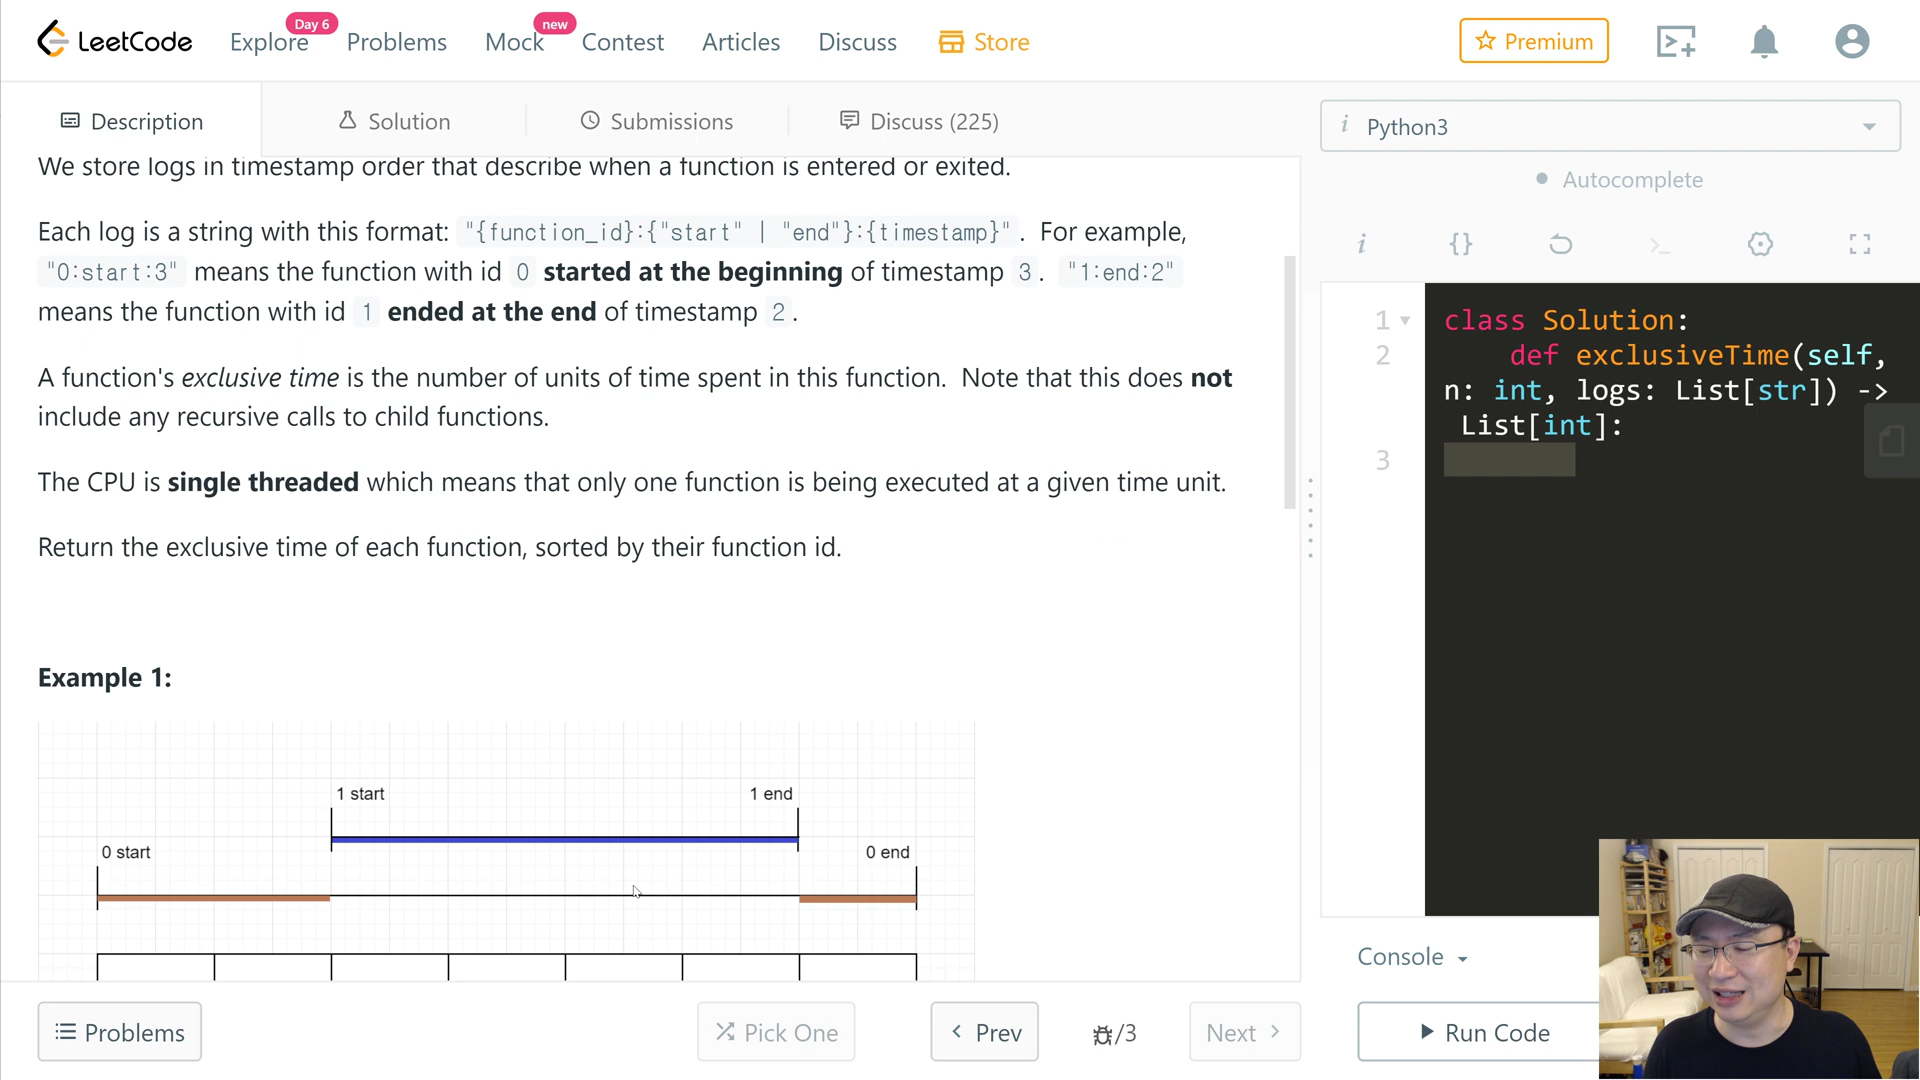 LeetCode
Explore
Day 6
Problems
Mock
new
Contest
Articles
Discuss
Store
Premium
Description
Solution
Submissions
Discuss (225)
We store logs in timestamp order that describe when a function is entered or exited.
Each log is a string with this format: "{function_id}:{"start" | "end"}:{timestamp}". For example,
"0:start:3" means the function with id 0 started at the beginning of timestamp 3. "1:end:2"
means the function with id 1 ended at the end of timestamp 2.
A function's exclusive time is the number of units of time spent in this function. Note that this does not
include any recursive calls to child functions.
The CPU is single threaded which means that only one function is being executed at a given time unit.
Return the exclusive time of each function, sorted by their function id.
Example 1:
1 start
1 end
0 start
0 end
Problems
Pick One
Prev
/3
Next
i Python3
Autocomplete
i {} >_
1 class Solution:
2 def exclusiveTime(self,
n: int, logs: List[str]) ->
List[int]:
3
Console
Run Code